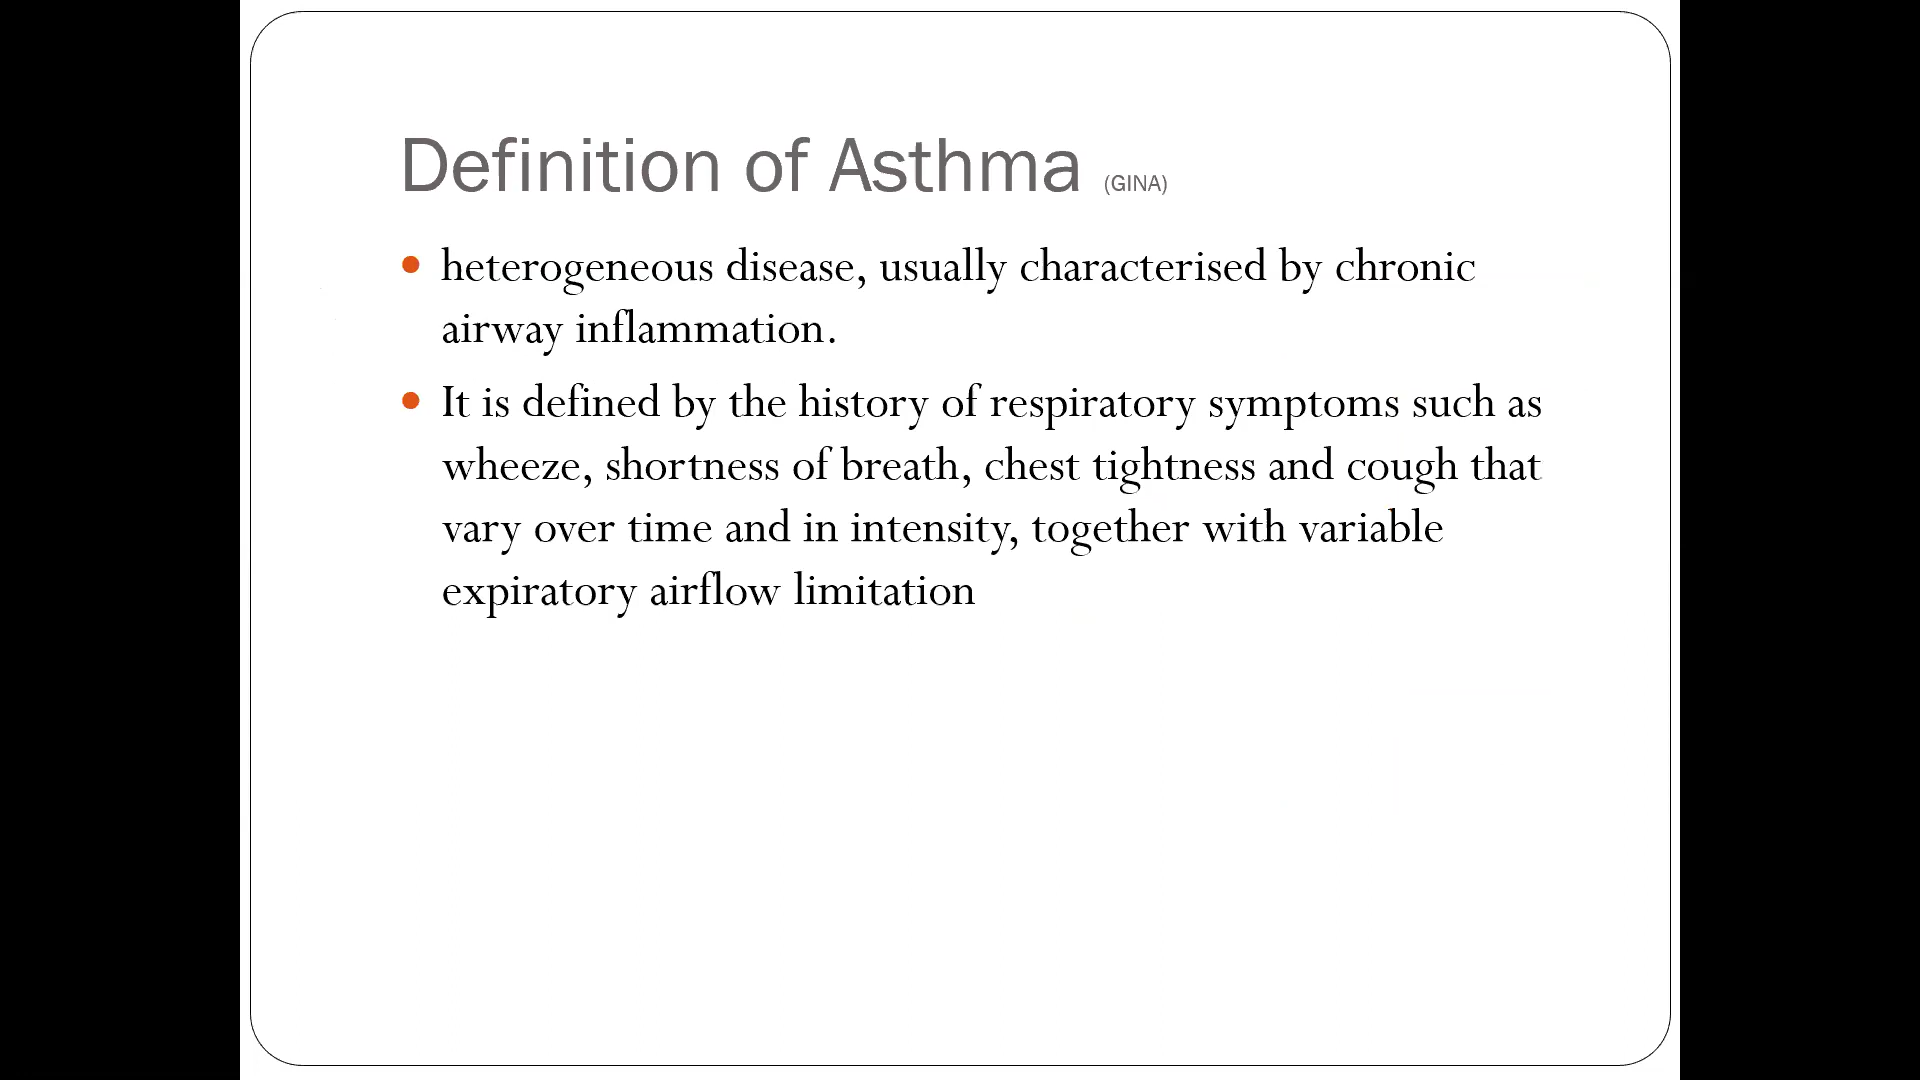 Definition of Asthma (GINA)
heterogeneous disease, usually characterised by chronic
airway inflammation.
It is defined by the history of respiratory symptoms such as
wheeze, shortness of breath, chest tightness and cough that
vary over time and in intensity, together with variable
expiratory airflow limitation